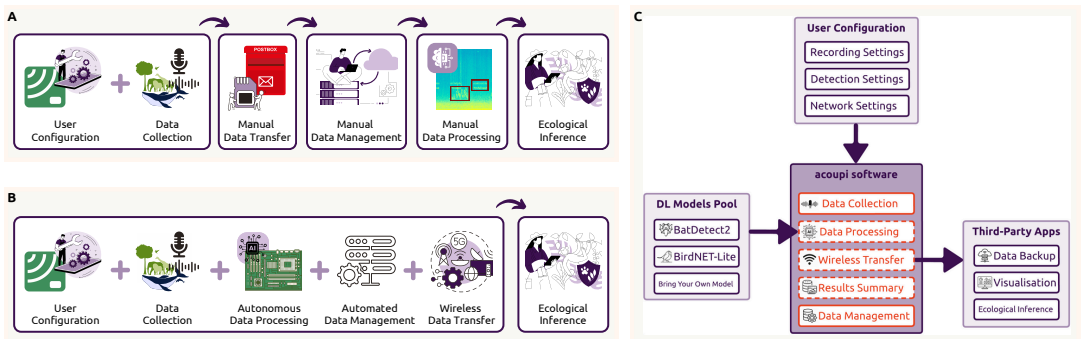 A
POSTBOX
User
Configuration
Data
Collection
Manual
Data Transfer
Manual
Data Management
Manual
Data Processing
Ecological
Inference
B
AI
5G
User
Configuration
Data
Collection
Autonomous
Data Processing
Automated
Data Management
Wireless
Data Transfer
Ecological
Inference
C
User Configuration
Recording Settings
Detection Settings
Network Settings
acoupi software
Data Collection
Data Processing
Wireless Transfer
Results Summary
Data Management
DL Models Pool
BatDetect2
BirdNET-Lite
Bring Your Own Model
Third-Party Apps
Data Backup
Visualisation
Ecological Inference